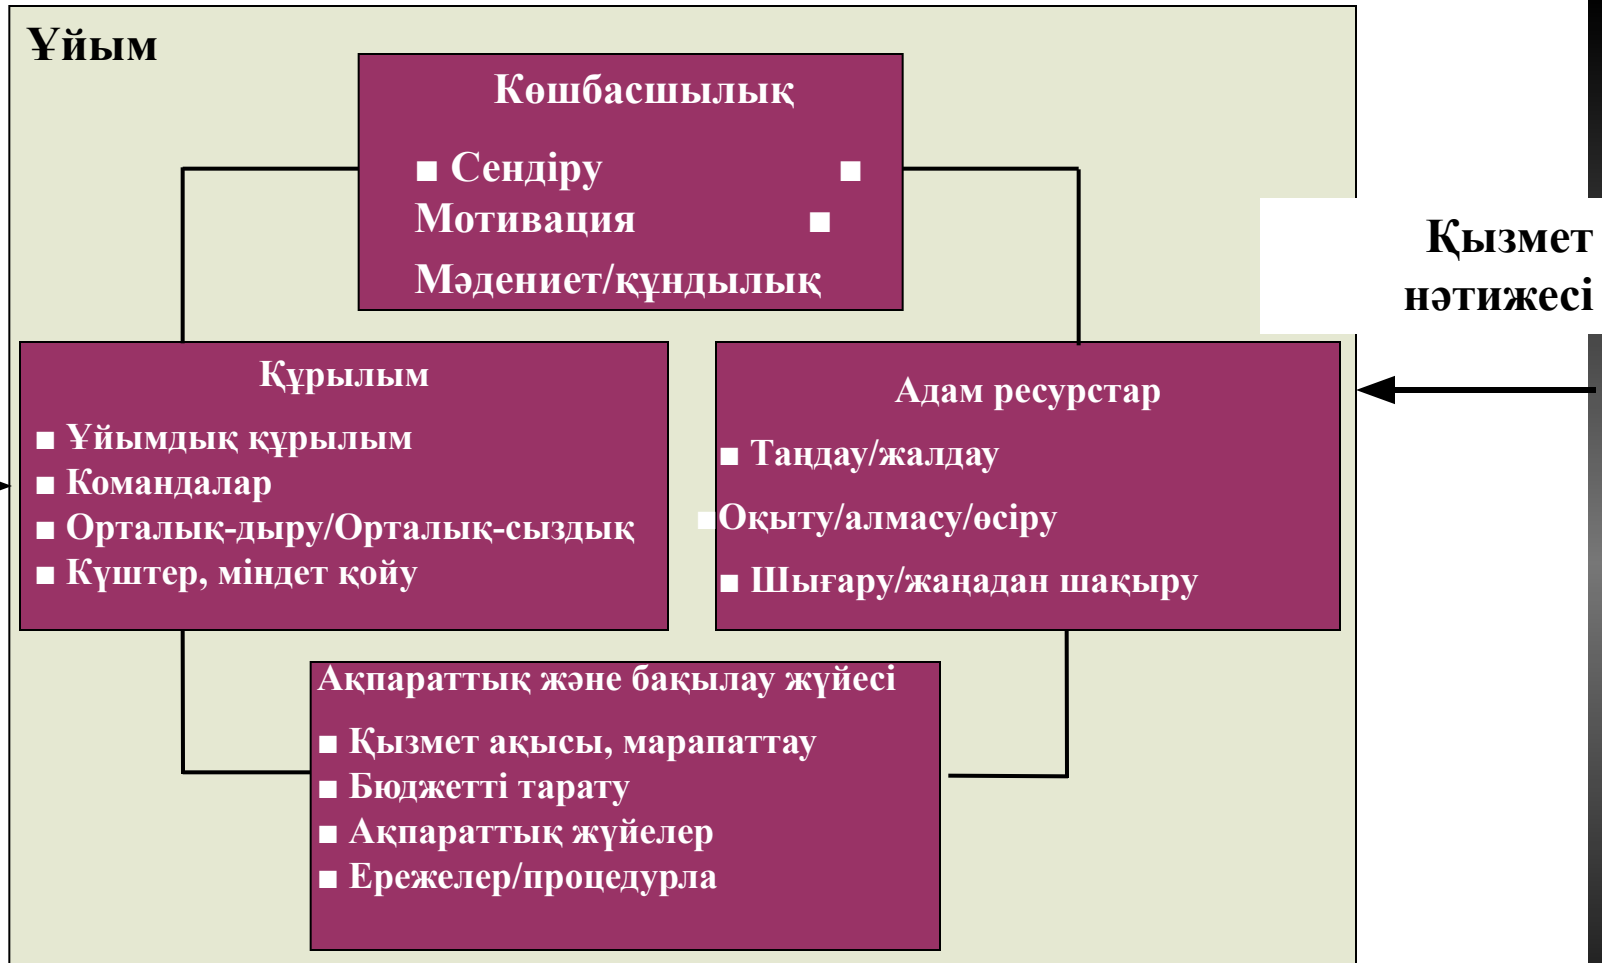 Ұйым
Көшбасшылық
■ Сендіру ■
Мотивация ■
Мәдениет/құндылық
Қызмет
нәтижесі
Құрылым
■ Ұйымдық құрылым
■ Командалар
■ Орталық-дыру/Орталық-сыздық
■ Күштер, міндет қойу
Адам ресурстар
■ Таңдау/жалдау
■Оқыту/алмасу/өсіру
■ Шығару/жаңадан шақыру
Ақпараттық және бақылау жүйесі
■ Қызмет ақысы, марапаттау
■ Бюджетті тарату
■ Ақпараттық жүйелер
■ Ережелер/процедурла